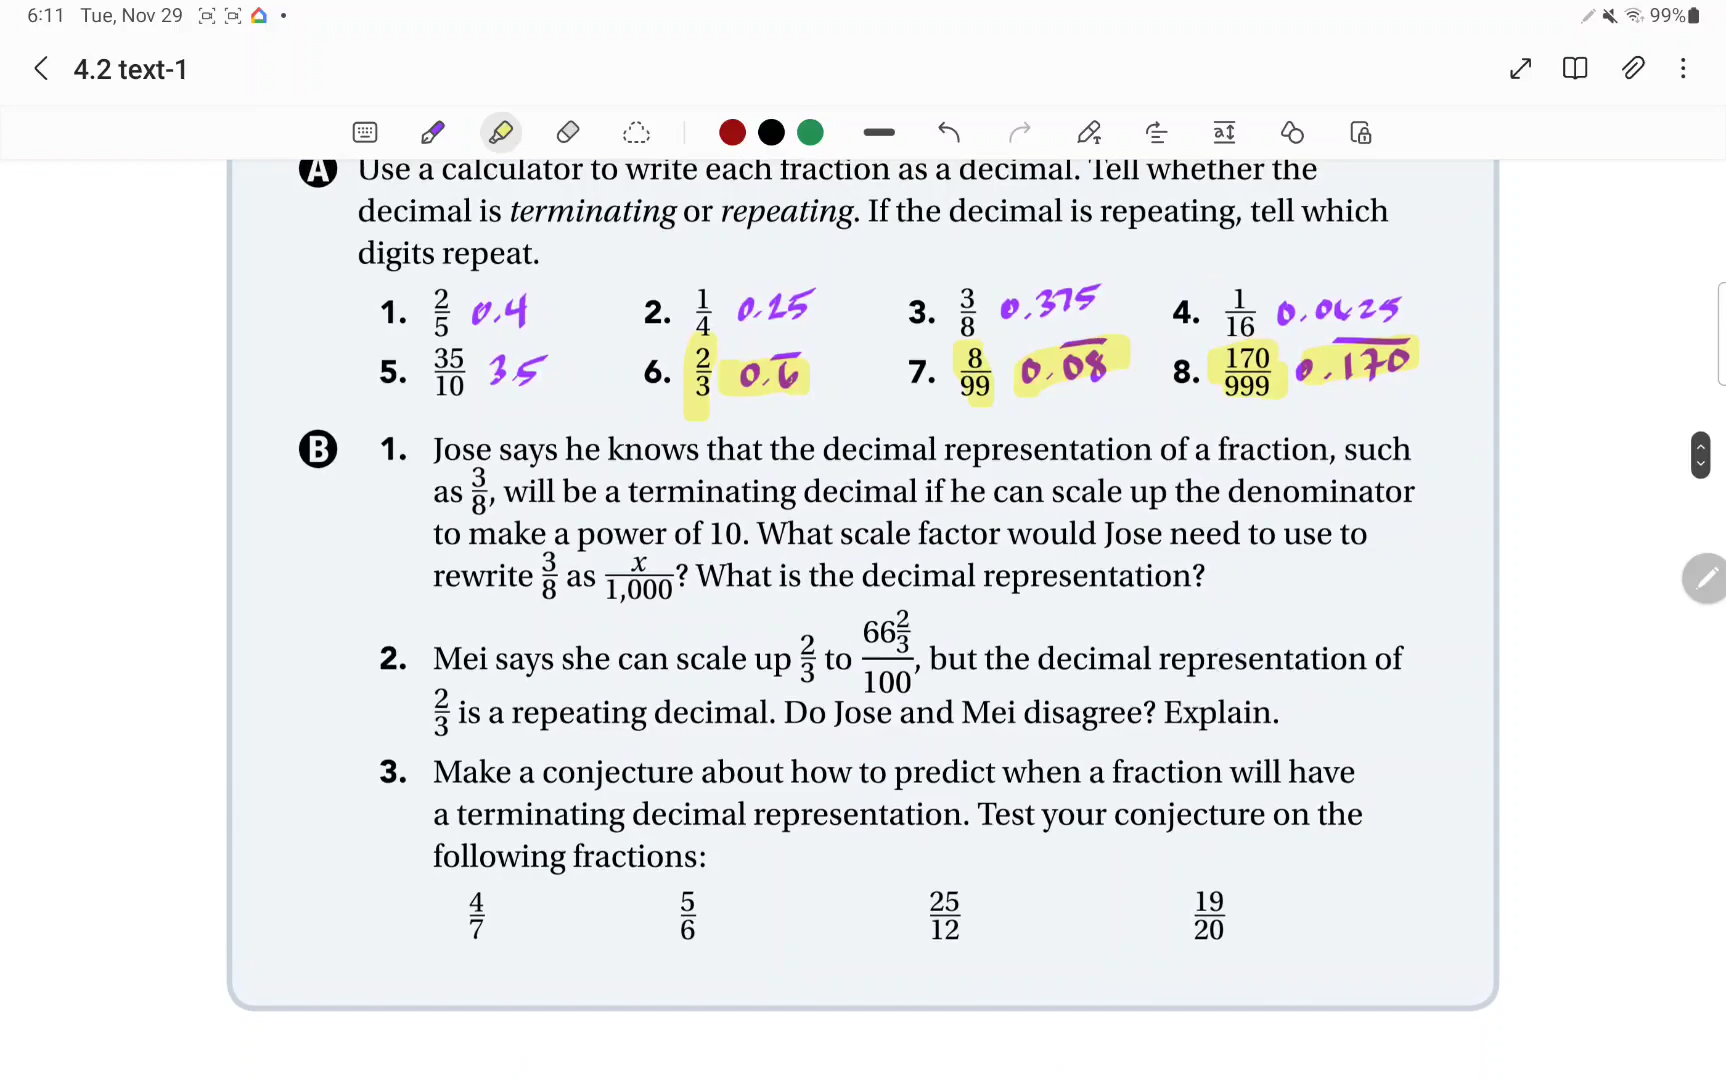 6:11 Tue, Nov 29 99%
4.2 text-1
A Use a calculator to write each fraction as a decimal. Tell whether the
decimal is terminating or repeating. If the decimal is repeating, tell which
digits repeat.
1. 2/5 0.4 2. 1/4 0.25 3. 3/8 0.375 4. 1/16 0.0625
5. 35/10 3.5 6. 2/3 0.6̅ 7. 8/99 0.0̅8̅ 8. 170/999 0.1̅7̅0̅
B 1. Jose says he knows that the decimal representation of a fraction, such
as 3/8, will be a terminating decimal if he can scale up the denominator
to make a power of 10. What scale factor would Jose need to use to
rewrite 3/8 as x/1,000? What is the decimal representation?
2. Mei says she can scale up 2/3 to 66 2/3/100, but the decimal representation of
2/3 is a repeating decimal. Do Jose and Mei disagree? Explain.
3. Make a conjecture about how to predict when a fraction will have
a terminating decimal representation. Test your conjecture on the
following fractions:
4/7 5/6 25/12 19/20